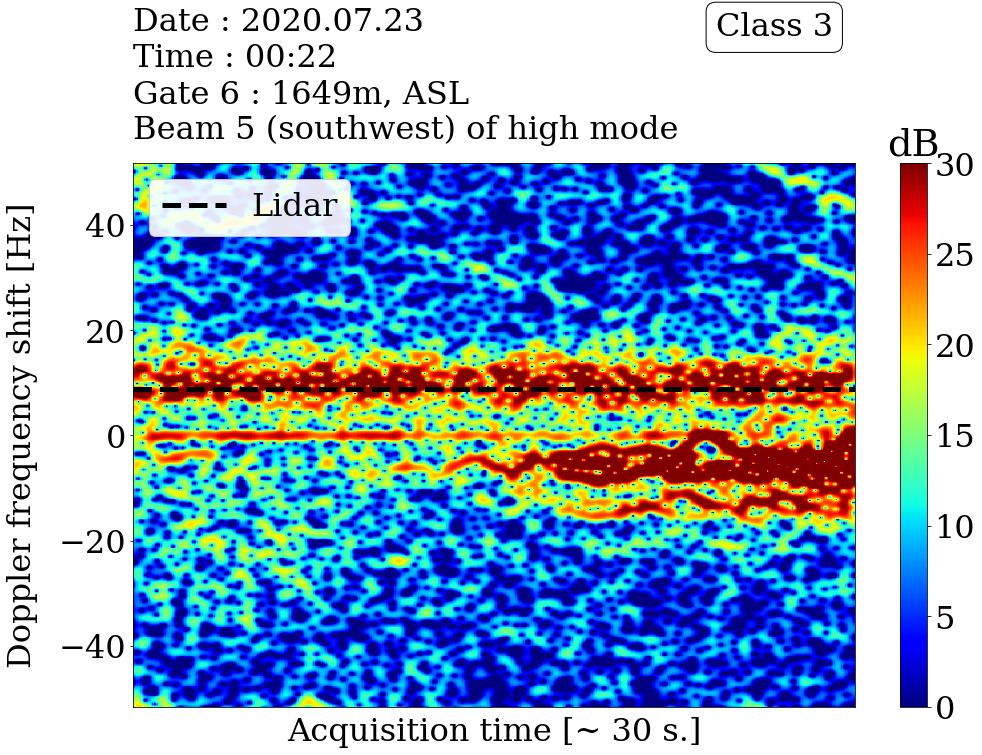 Date : 2020.07.23
Time : 00:22
Gate 6 : 1649m, ASL
Beam 5 (southwest) of high mode
Class 3
dB
Lidar
Doppler frequency shift [Hz]
40
20
0
−20
−40
Acquisition time [~ 30 s.]
30
25
20
15
10
5
0